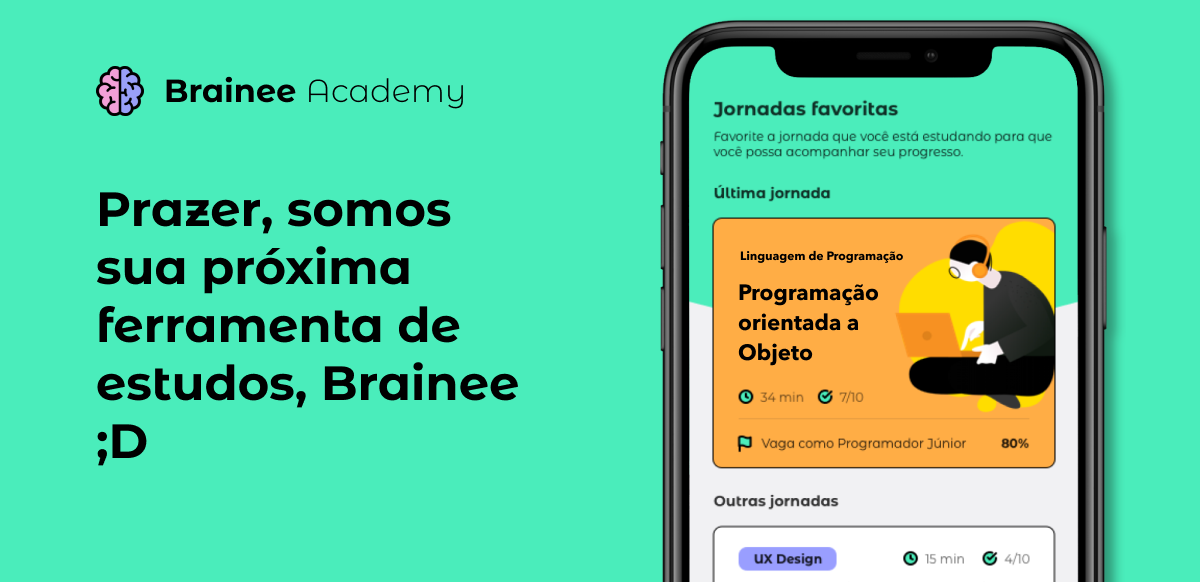 Brainee Academy
Prazer, somos
sua próxima
ferramenta de
estudos, Brainee
;D
Jornadas favoritas
Favorite a jornada que você está estudando para que
você possa acompanhar seu progresso.
Última jornada
Linguagem de Programação
Programação
orientada a
Objeto
34 min 7/10
Vaga como Programador Júnior 80%
Outras jornadas
UX Design 15 min 4/10